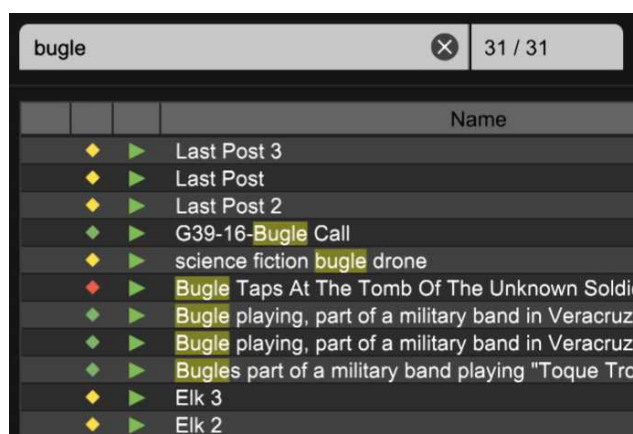 bugle
31 / 31
Name
Last Post 3
Last Post
Last Post 2
G39-16-Bugle Call
science fiction bugle drone
Bugle Taps At The Tomb Of The Unknown Soldi
Bugle playing, part of a military band in Veracruz
Bugle playing, part of a military band in Veracruz
Bugles part of a military band playing "Toque Tro
Elk 3
Elk 2